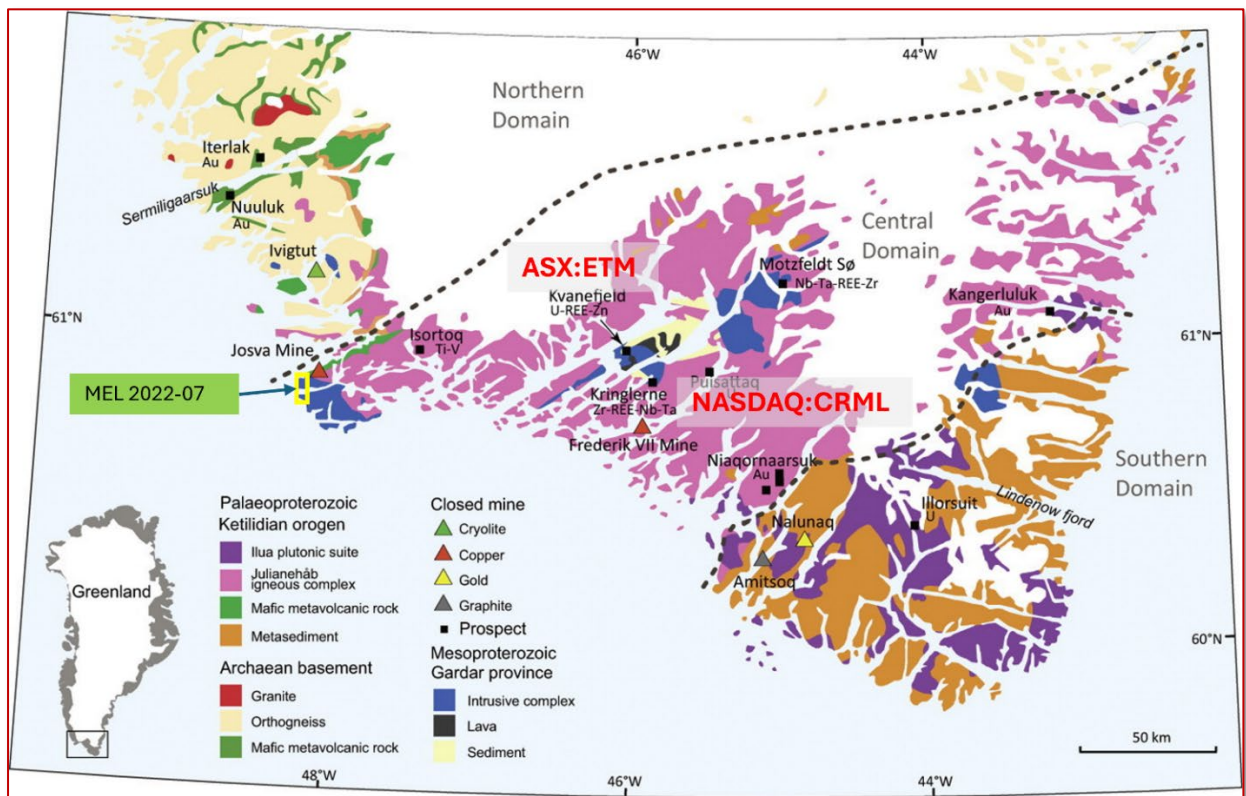 46°W
44°W
Northern
Domain
Iterlak
Au
Sermiligaarsuk
Nuuluk
Au
Ivigtut
Central
Domain
ASX:ETM
Motzfeldt Sø
Nb-Ta-REE-Zr
Kvanefjeld
U-REE-Zn
Kangerluluk
Au
61°N
61°N
Isortoq
Ti-V
Josva Mine
MEL 2022-07
Puisattaq
Kringlerne
Zr-REE-Nb-Ta
NASDAQ:CRML
Frederik VII Mine
Niaqornaarsuk
Au
Southern
Domain
Lindenow fjord
Illorsuit
U
Nalunaq
Amitsoq
60°N
Greenland
Palaeoproterozoic
Ketilidian orogen
Ilua plutonic suite
Julianehåb
igneous complex
Mafic metavolcanic rock
Metasediment
Archaean basement
Granite
Orthogneiss
Mafic metavolcanic rock
Closed mine
Cryolite
Copper
Gold
Graphite
Prospect
Mesoproterozoic
Gardar province
Intrusive complex
Lava
Sediment
50 km
48°W
46°W
44°W